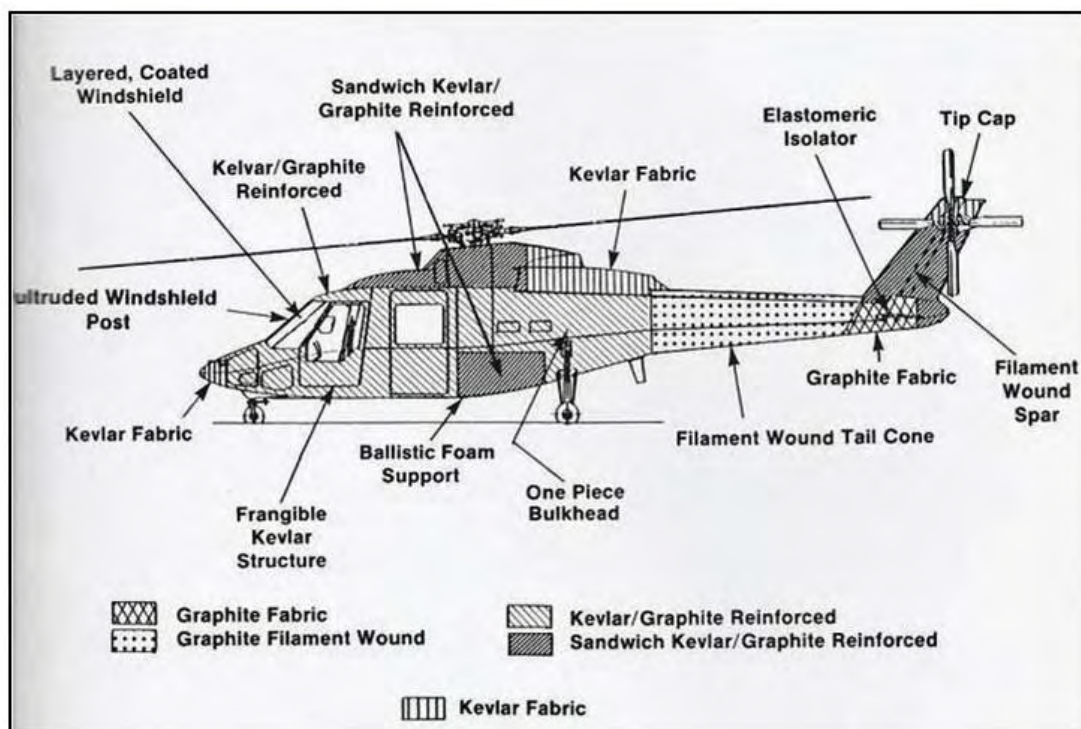 Layered, Coated
Windshield
Sandwich Kevlar/
Graphite Reinforced
Elastomeric
Isolator
Tip Cap
Kelvar/Graphite
Reinforced
Kevlar Fabric
ultruded Windshield
Post
Kevlar Fabric
Frangible
Kevlar
Structure
Ballistic Foam
Support
One Piece
Bulkhead
Filament Wound Tail Cone
Graphite Fabric
Filament
Wound
Spar
Graphite Fabric
Graphite Filament Wound
Kevlar/Graphite Reinforced
Sandwich Kevlar/Graphite Reinforced
Kevlar Fabric